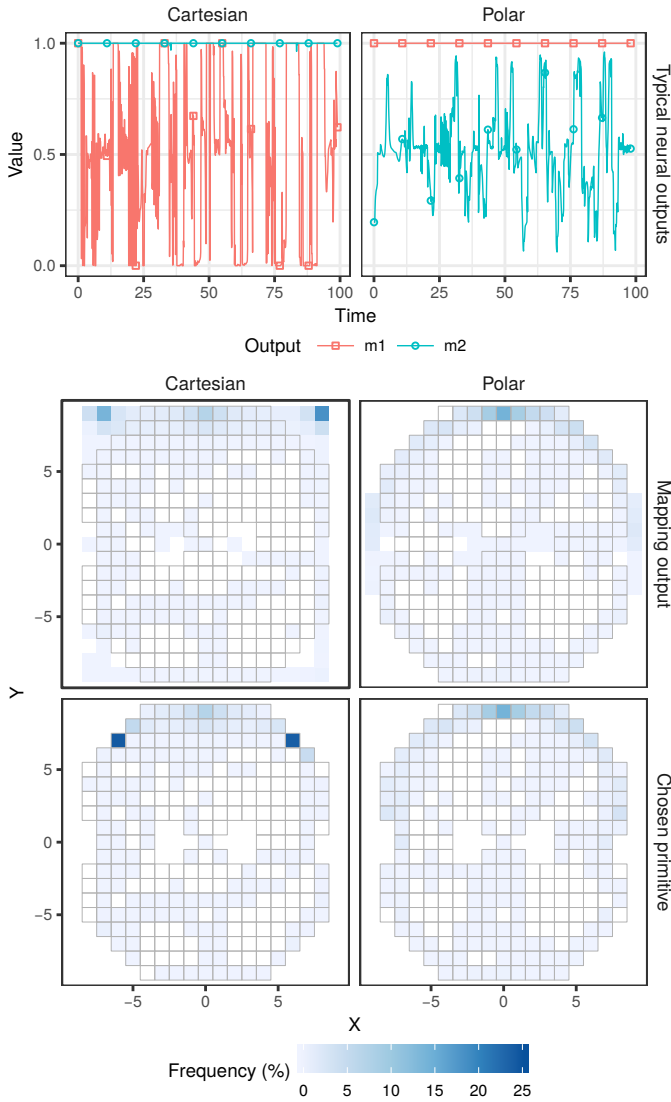 Cartesian Polar
1.0
0.5
0.0
Value
Typical neural outputs
0 25 50 75 100 0 25 50 75 100
Time
Output m1 m2
Cartesian Polar
5
0
−5
Mapping output
Y
5
0
−5
Chosen primitive
−5 0 5 −5 0 5
X
Frequency (%)
0 5 10 15 20 25